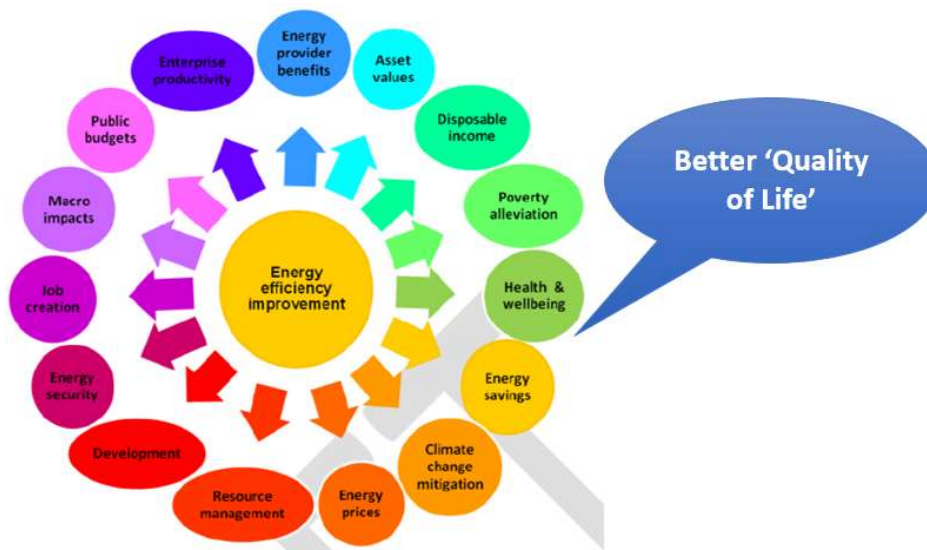 Energy
provider
benefits
Asset
values
Disposable
income
Poverty
alleviation
Health &
wellbeing
Energy
savings
Climate
change
mitigation
Energy
prices
Resource
management
Development
Energy
security
Job
creation
Macro
impacts
Public
budgets
Enterprise
productivity
Energy
efficiency
improvement
Better ‘Quality
of Life’